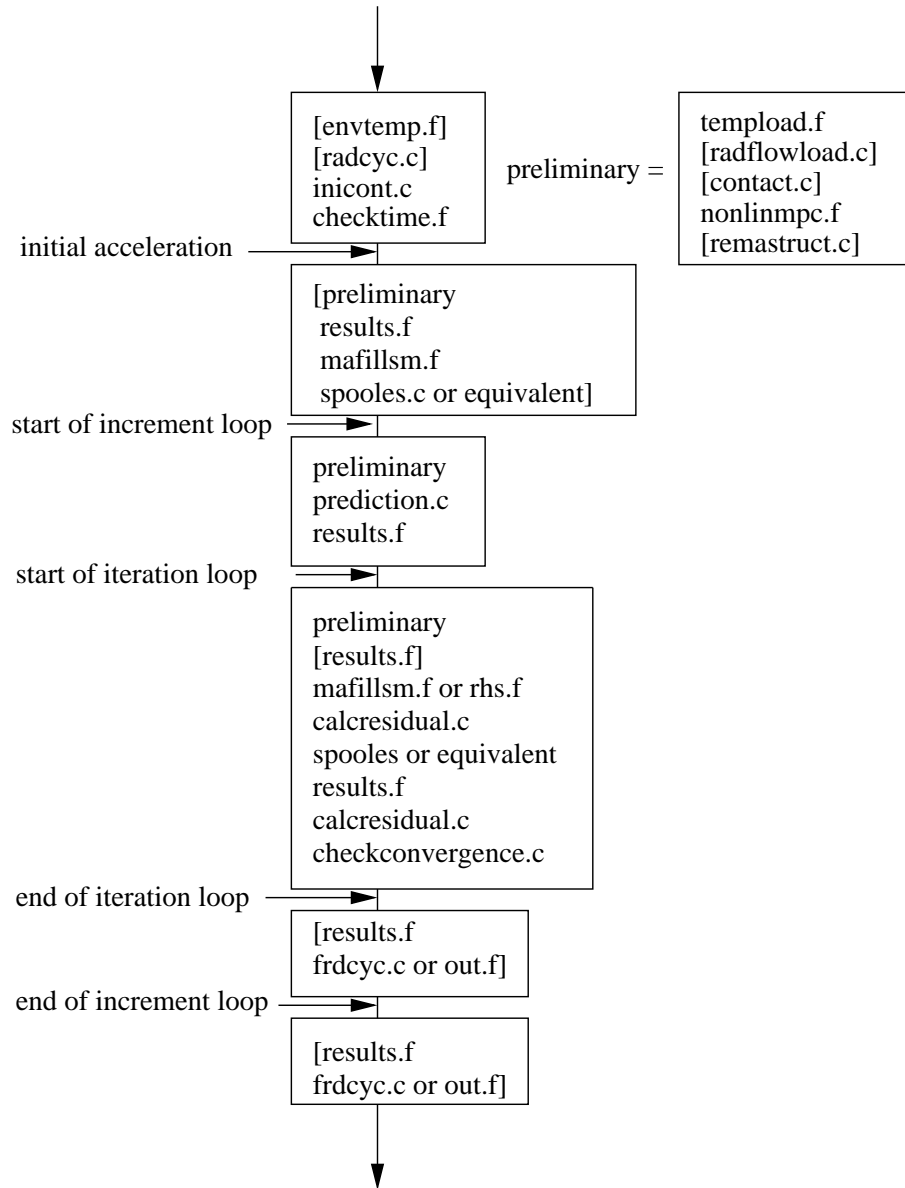 [envtemp.f]
[radcyc.c]
inicont.c
checktime.f
preliminary =
tempload.f
[radflowload.c]
[contact.c]
nonlinmpc.f
[remastruct.c]
initial acceleration
[preliminary
results.f
mafillsm.f
spooles.c or equivalent]
start of increment loop
preliminary
prediction.c
results.f
start of iteration loop
preliminary
[results.f]
mafillsm.f or rhs.f
calcresidual.c
spooles or equivalent
results.f
calcresidual.c
checkconvergence.c
end of iteration loop
[results.f
frdcyc.c or out.f]
end of increment loop
[results.f
frdcyc.c or out.f]